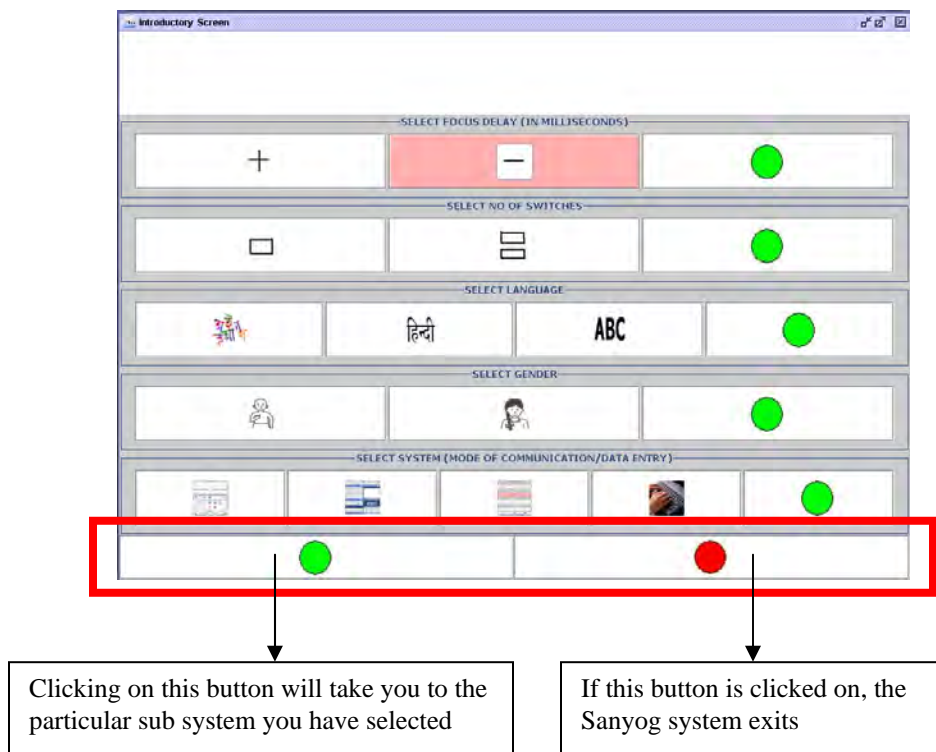 Introductory Screen
SELECT FOCUS DELAY (IN MILLISECONDS)
+ −
SELECT NO OF SWITCHES
SELECT LANGUAGE
हिन्दी ABC
SELECT GENDER
SELECT SYSTEM (MODE OF COMMUNICATION/DATA ENTRY)
Clicking on this button will take you to the
particular sub system you have selected
If this button is clicked on, the
Sanyog system exits